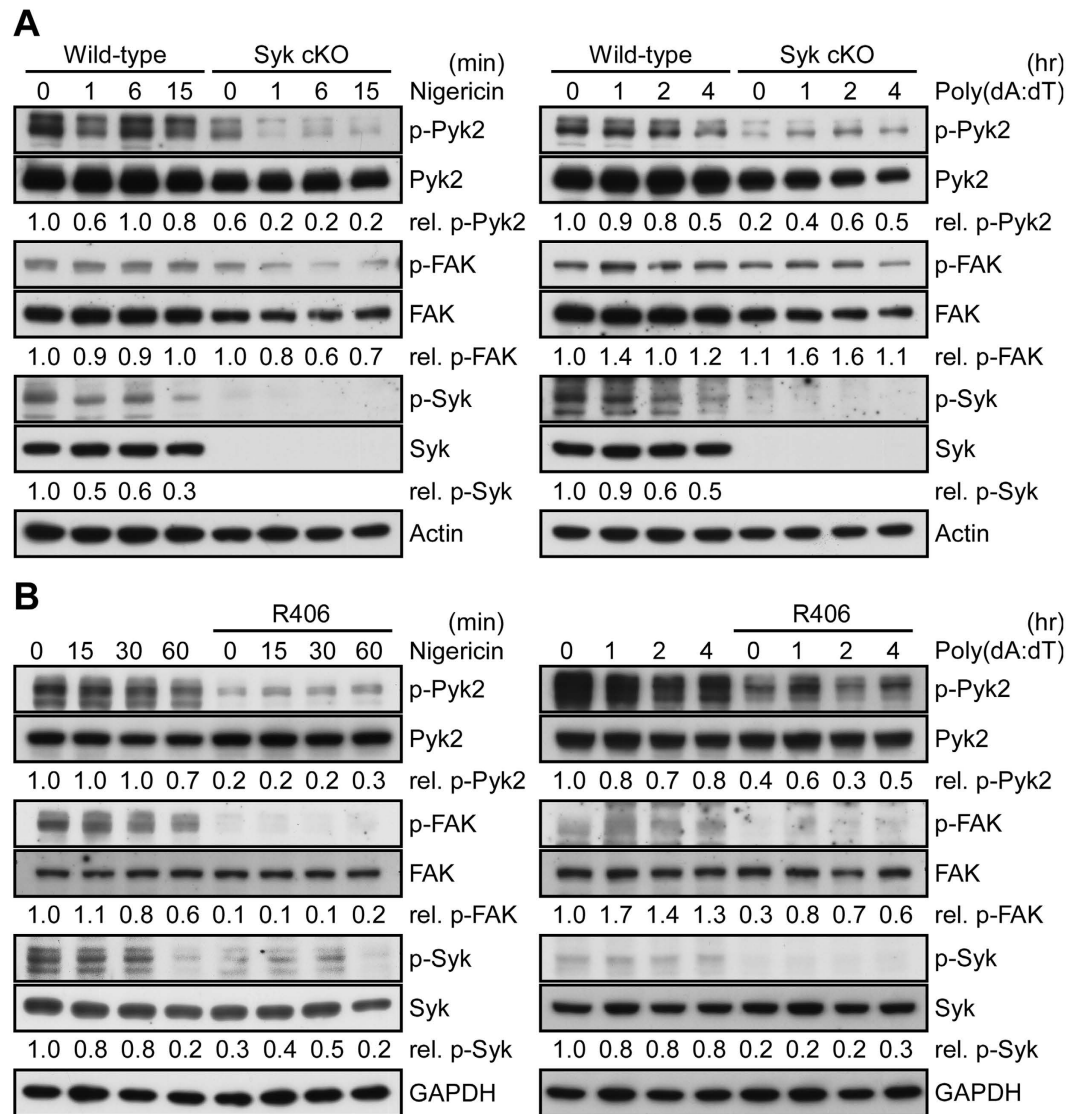 A
Wild-type Syk cKO (min)
0 1 6 15 0 1 6 15 Nigericin
p-Pyk2
Pyk2
1.0 0.6 1.0 0.8 0.6 0.2 0.2 0.2 rel. p-Pyk2
p-FAK
FAK
1.0 0.9 0.9 1.0 1.0 0.8 0.6 0.7 rel. p-FAK
p-Syk
Syk
1.0 0.5 0.6 0.3 rel. p-Syk
Actin
Wild-type Syk cKO (hr)
0 1 2 4 0 1 2 4 Poly(dA:dT)
p-Pyk2
Pyk2
1.0 0.9 0.8 0.5 0.2 0.4 0.6 0.5 rel. p-Pyk2
p-FAK
FAK
1.0 1.4 1.0 1.2 1.1 1.6 1.6 1.1 rel. p-FAK
p-Syk
Syk
1.0 0.9 0.6 0.5 rel. p-Syk
Actin
B
R406 (min)
0 15 30 60 0 15 30 60 Nigericin
p-Pyk2
Pyk2
1.0 1.0 1.0 0.7 0.2 0.2 0.2 0.3 rel. p-Pyk2
p-FAK
FAK
1.0 1.1 0.8 0.6 0.1 0.1 0.1 0.2 rel. p-FAK
p-Syk
Syk
1.0 0.8 0.8 0.2 0.3 0.4 0.5 0.2 rel. p-Syk
GAPDH
R406 (hr)
0 1 2 4 0 1 2 4 Poly(dA:dT)
p-Pyk2
Pyk2
1.0 0.8 0.7 0.8 0.4 0.6 0.3 0.5 rel. p-Pyk2
p-FAK
FAK
1.0 1.7 1.4 1.3 0.3 0.8 0.7 0.6 rel. p-FAK
p-Syk
Syk
1.0 0.8 0.8 0.8 0.2 0.2 0.2 0.3 rel. p-Syk
GAPDH